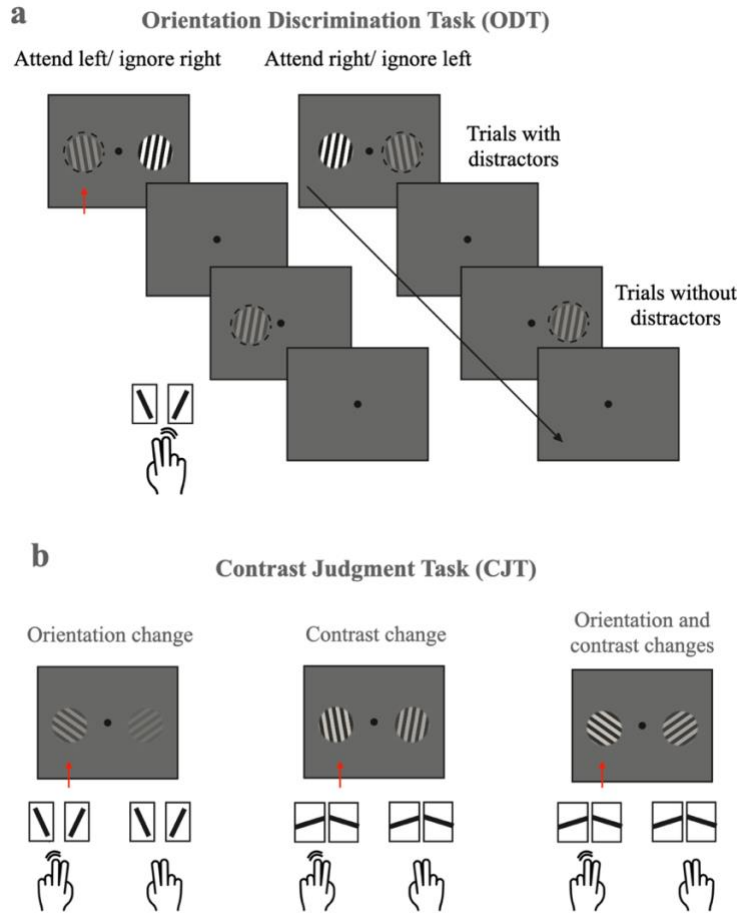 a
Orientation Discrimination Task (ODT)
Attend left/ ignore right
Attend right/ ignore left
Trials with
distractors
Trials without
distractors
b
Contrast Judgment Task (CJT)
Orientation change
Contrast change
Orientation and
contrast changes